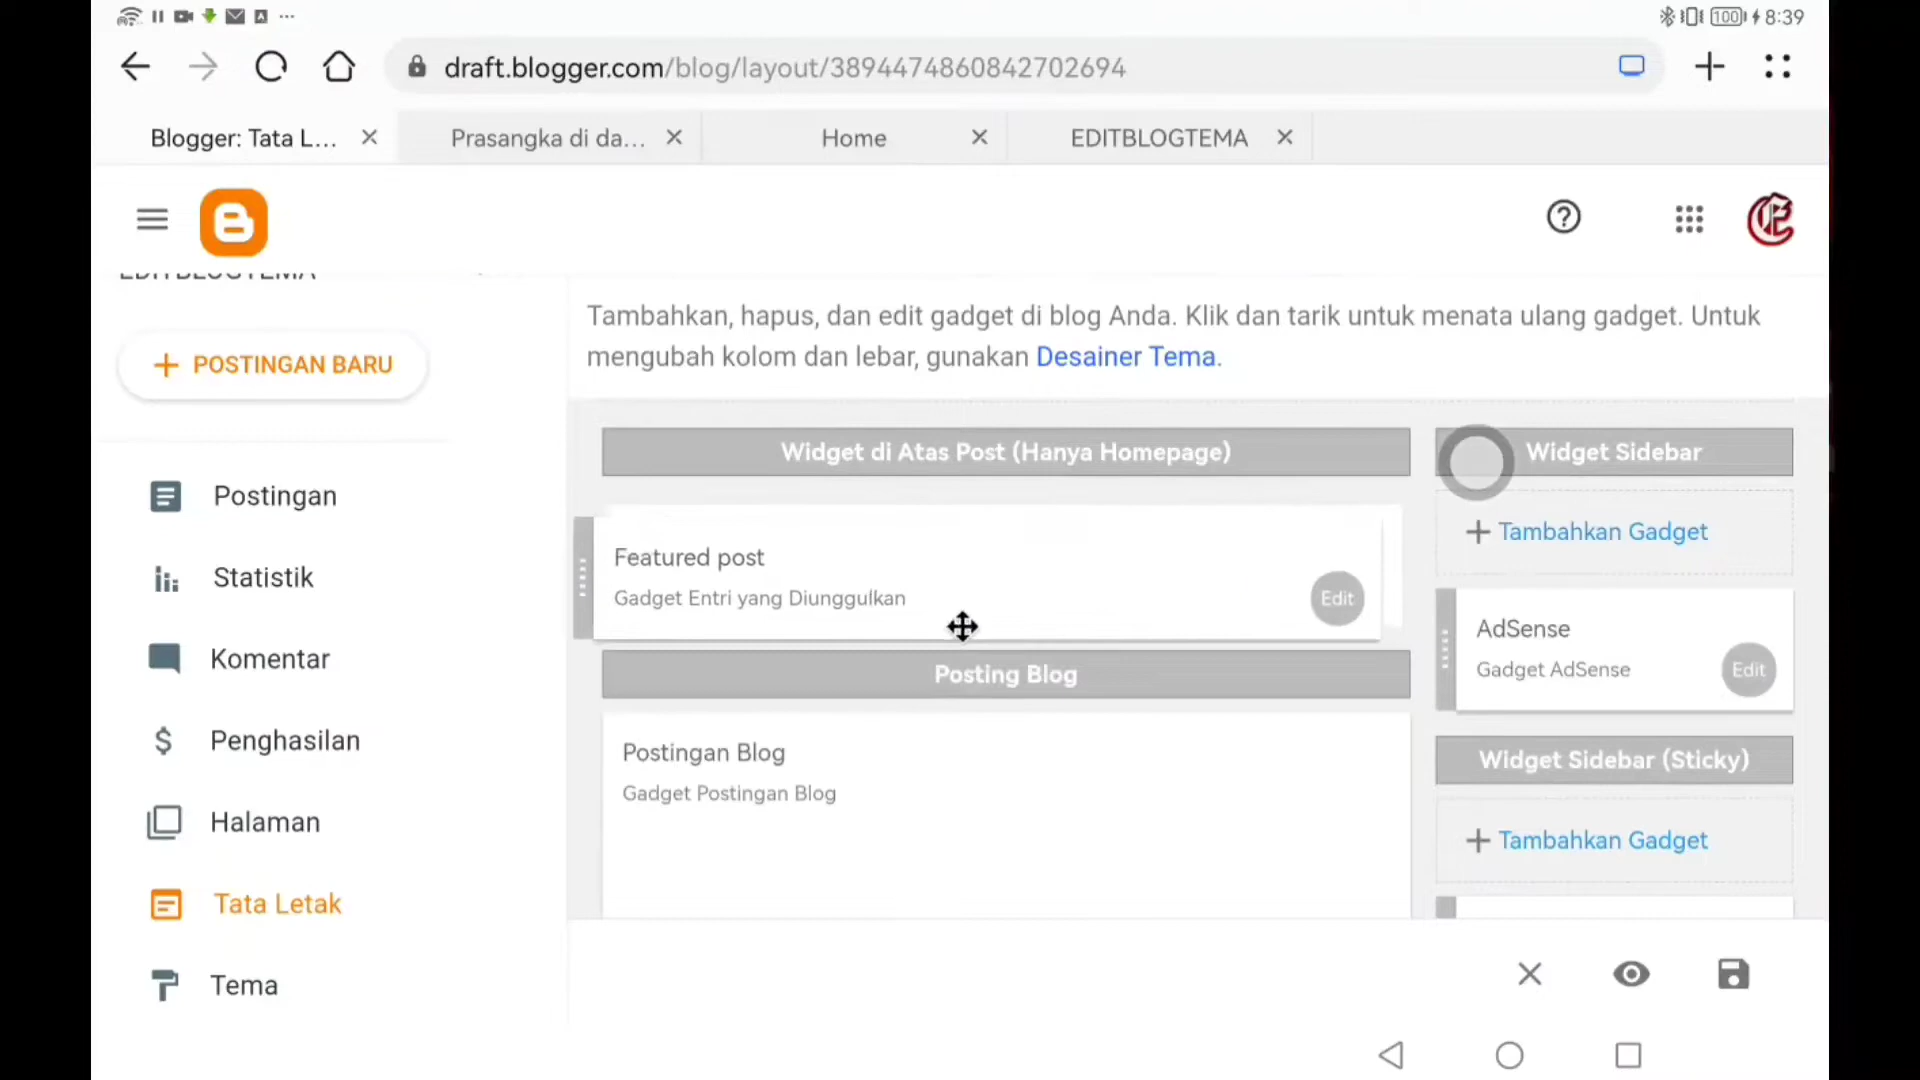 8:39
100
draft.blogger.com/blog/layout/3894474860842702694
Blogger: Tata L...
Prasangka di da...
Home
EDITBLOGTEMA
EDITBLOGTEMA
POSTINGAN BARU
Postingan
Statistik
Komentar
Penghasilan
Halaman
Tata Letak
Tema
Tambahkan, hapus, dan edit gadget di blog Anda. Klik dan tarik untuk menata ulang gadget. Untuk
mengubah kolom dan lebar, gunakan Desainer Tema.
Widget di Atas Post (Hanya Homepage)
Featured post
Gadget Entri yang Diunggulkan
Edit
Posting Blog
Postingan Blog
Gadget Postingan Blog
Widget Sidebar
Tambahkan Gadget
AdSense
Gadget AdSense
Edit
Widget Sidebar (Sticky)
Tambahkan Gadget